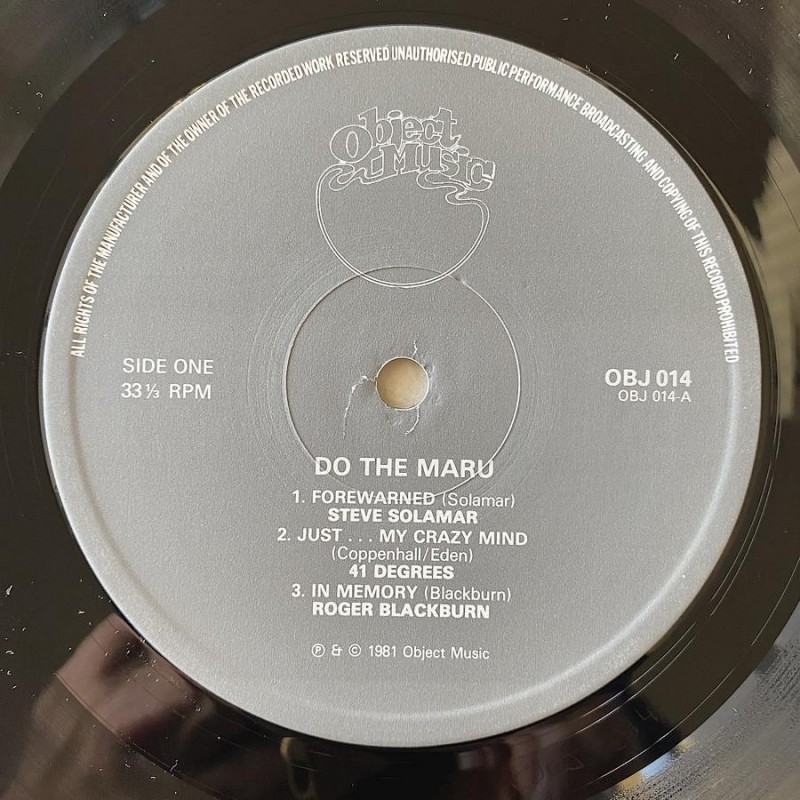 ALL RIGHTS OF THE MANUFACTURER AND OF THE OWNER OF THE RECORDED WORK RESERVED UNAUTHORISED PUBLIC PERFORMANCE BROADCASTING AND COPYING OF THIS RECORD PROHIBITED
Object
Music
SIDE ONE
33 ⅓ RPM
OBJ 014
OBJ 014-A
DO THE MARU
1. FOREWARNED (Solamar)
STEVE SOLAMAR
2. JUST . . . MY CRAZY MIND
(Coppenhall/Eden)
41 DEGREES
3. IN MEMORY (Blackburn)
ROGER BLACKBURN
℗ & © 1981 Object Music